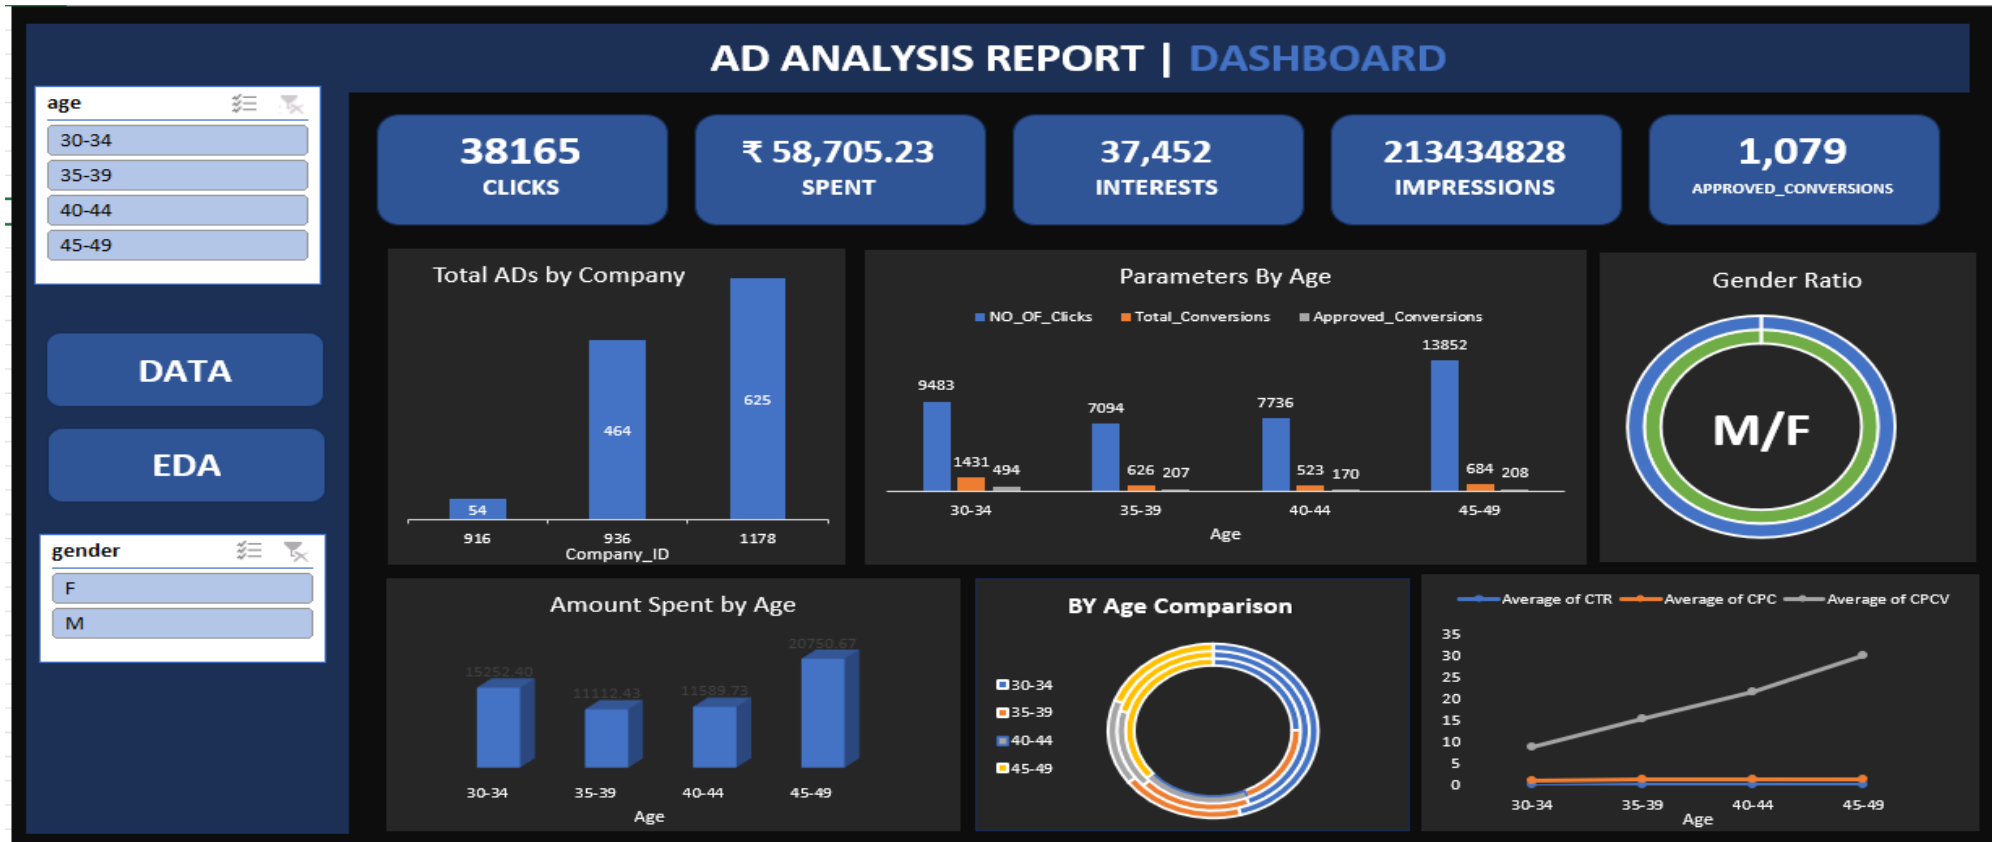 AD ANALYSIS REPORT | DASHBOARD
age
30-34
35-39
40-44
45-49
DATA
EDA
gender
F
M
38165
CLICKS
₹ 58,705.23
SPENT
37,452
INTERESTS
213434828
IMPRESSIONS
1,079
APPROVED_CONVERSIONS
Total ADs by Company
54
464
625
916
936
1178
Company_ID
Parameters By Age
NO_OF_Clicks
Total_Conversions
Approved_Conversions
9483
1431
494
7094
626
207
7736
523
170
13852
684
208
30-34
35-39
40-44
45-49
Age
Gender Ratio
M/F
Amount Spent by Age
15252.40
11112.43
11589.73
20750.67
30-34
35-39
40-44
45-49
Age
BY Age Comparison
30-34
35-39
40-44
45-49
Average of CTR
Average of CPC
Average of CPCV
35
30
25
20
15
10
5
0
30-34
35-39
40-44
45-49
Age